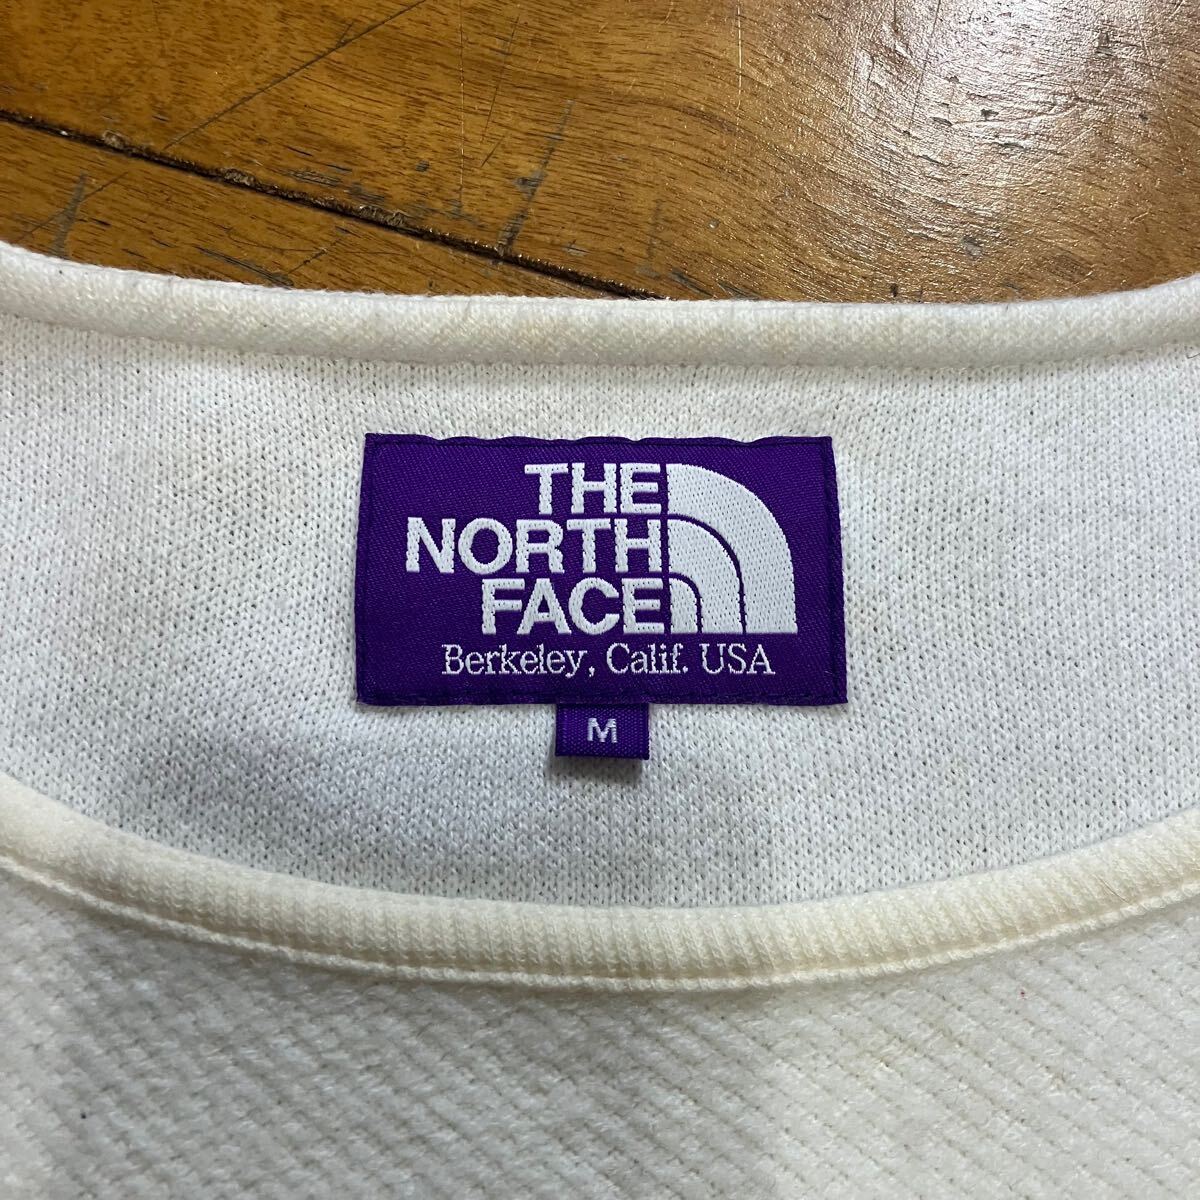 THE
NORTH
FACE
Berkeley, Calif. USA
M